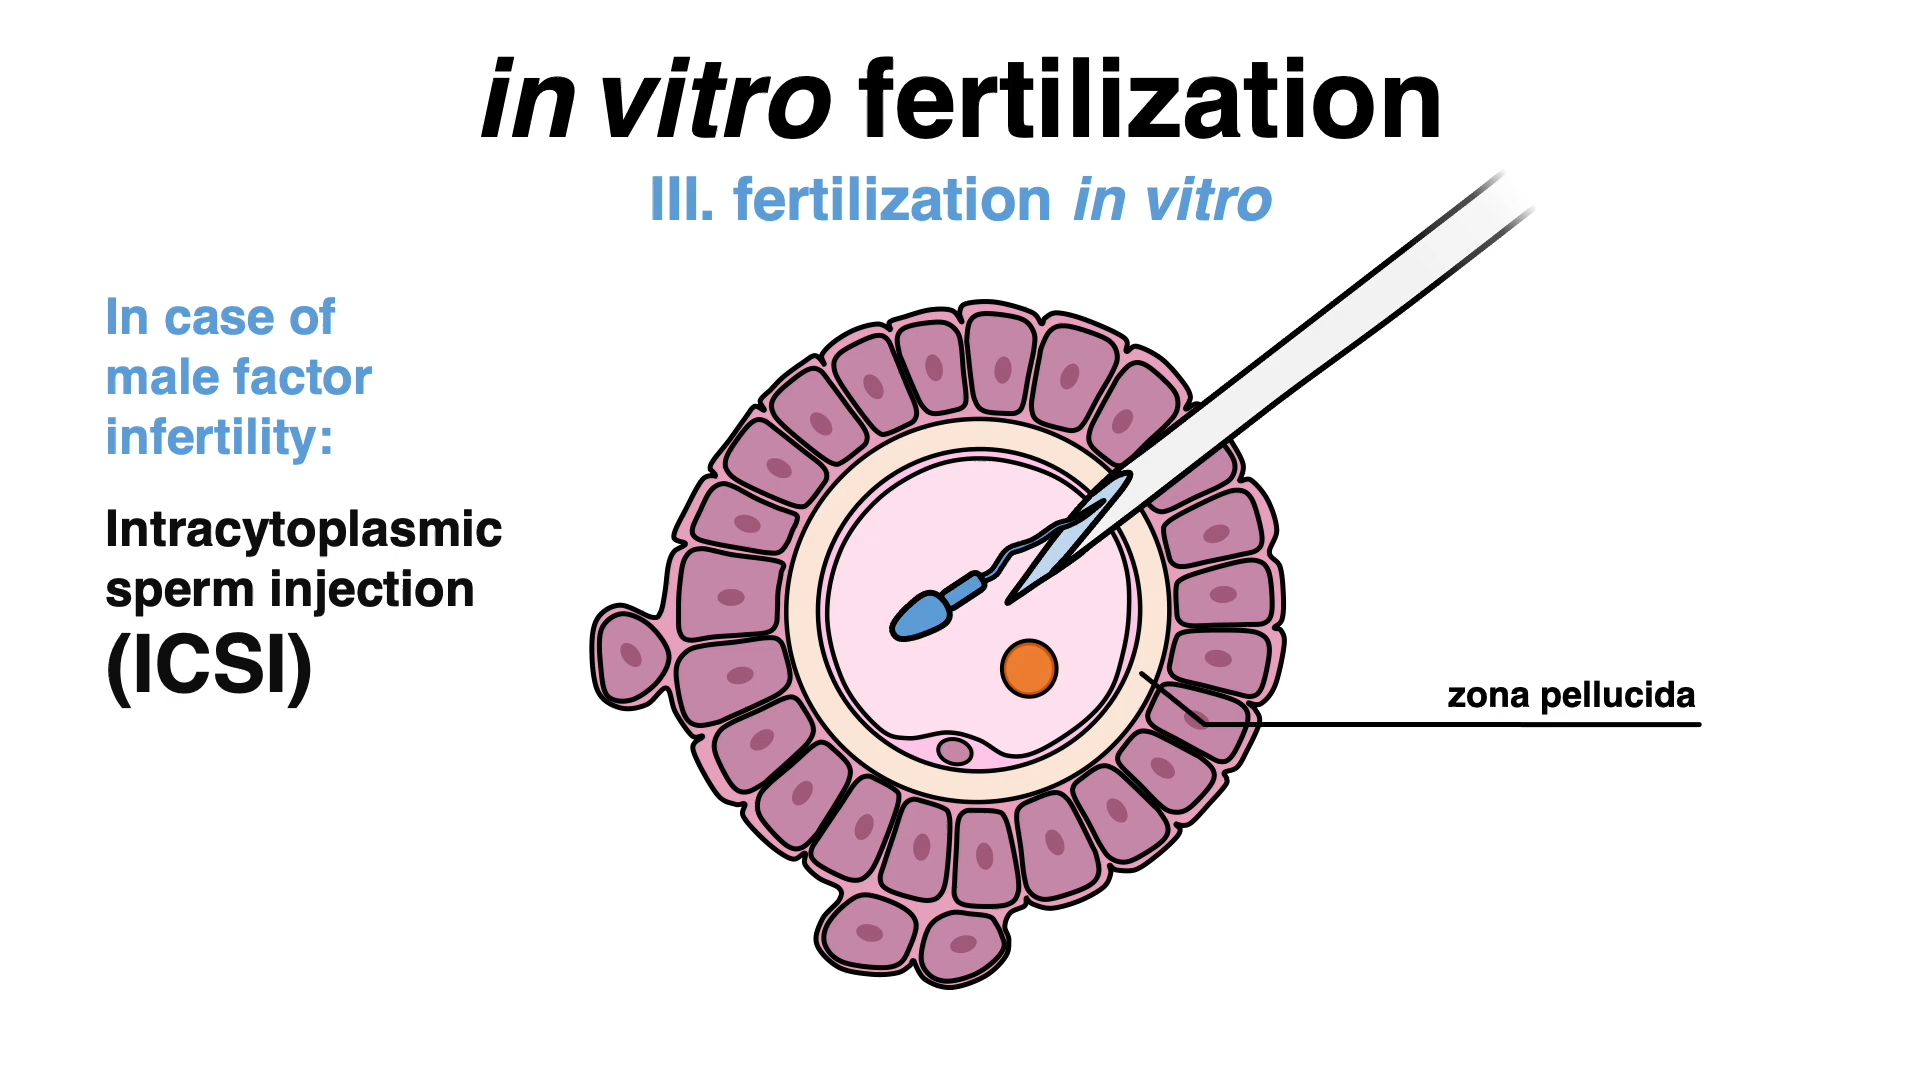 in vitro fertilization
III. fertilization in vitro
In case of
male factor
infertility:
Intracytoplasmic
sperm injection
(ICSI)
zona pellucida